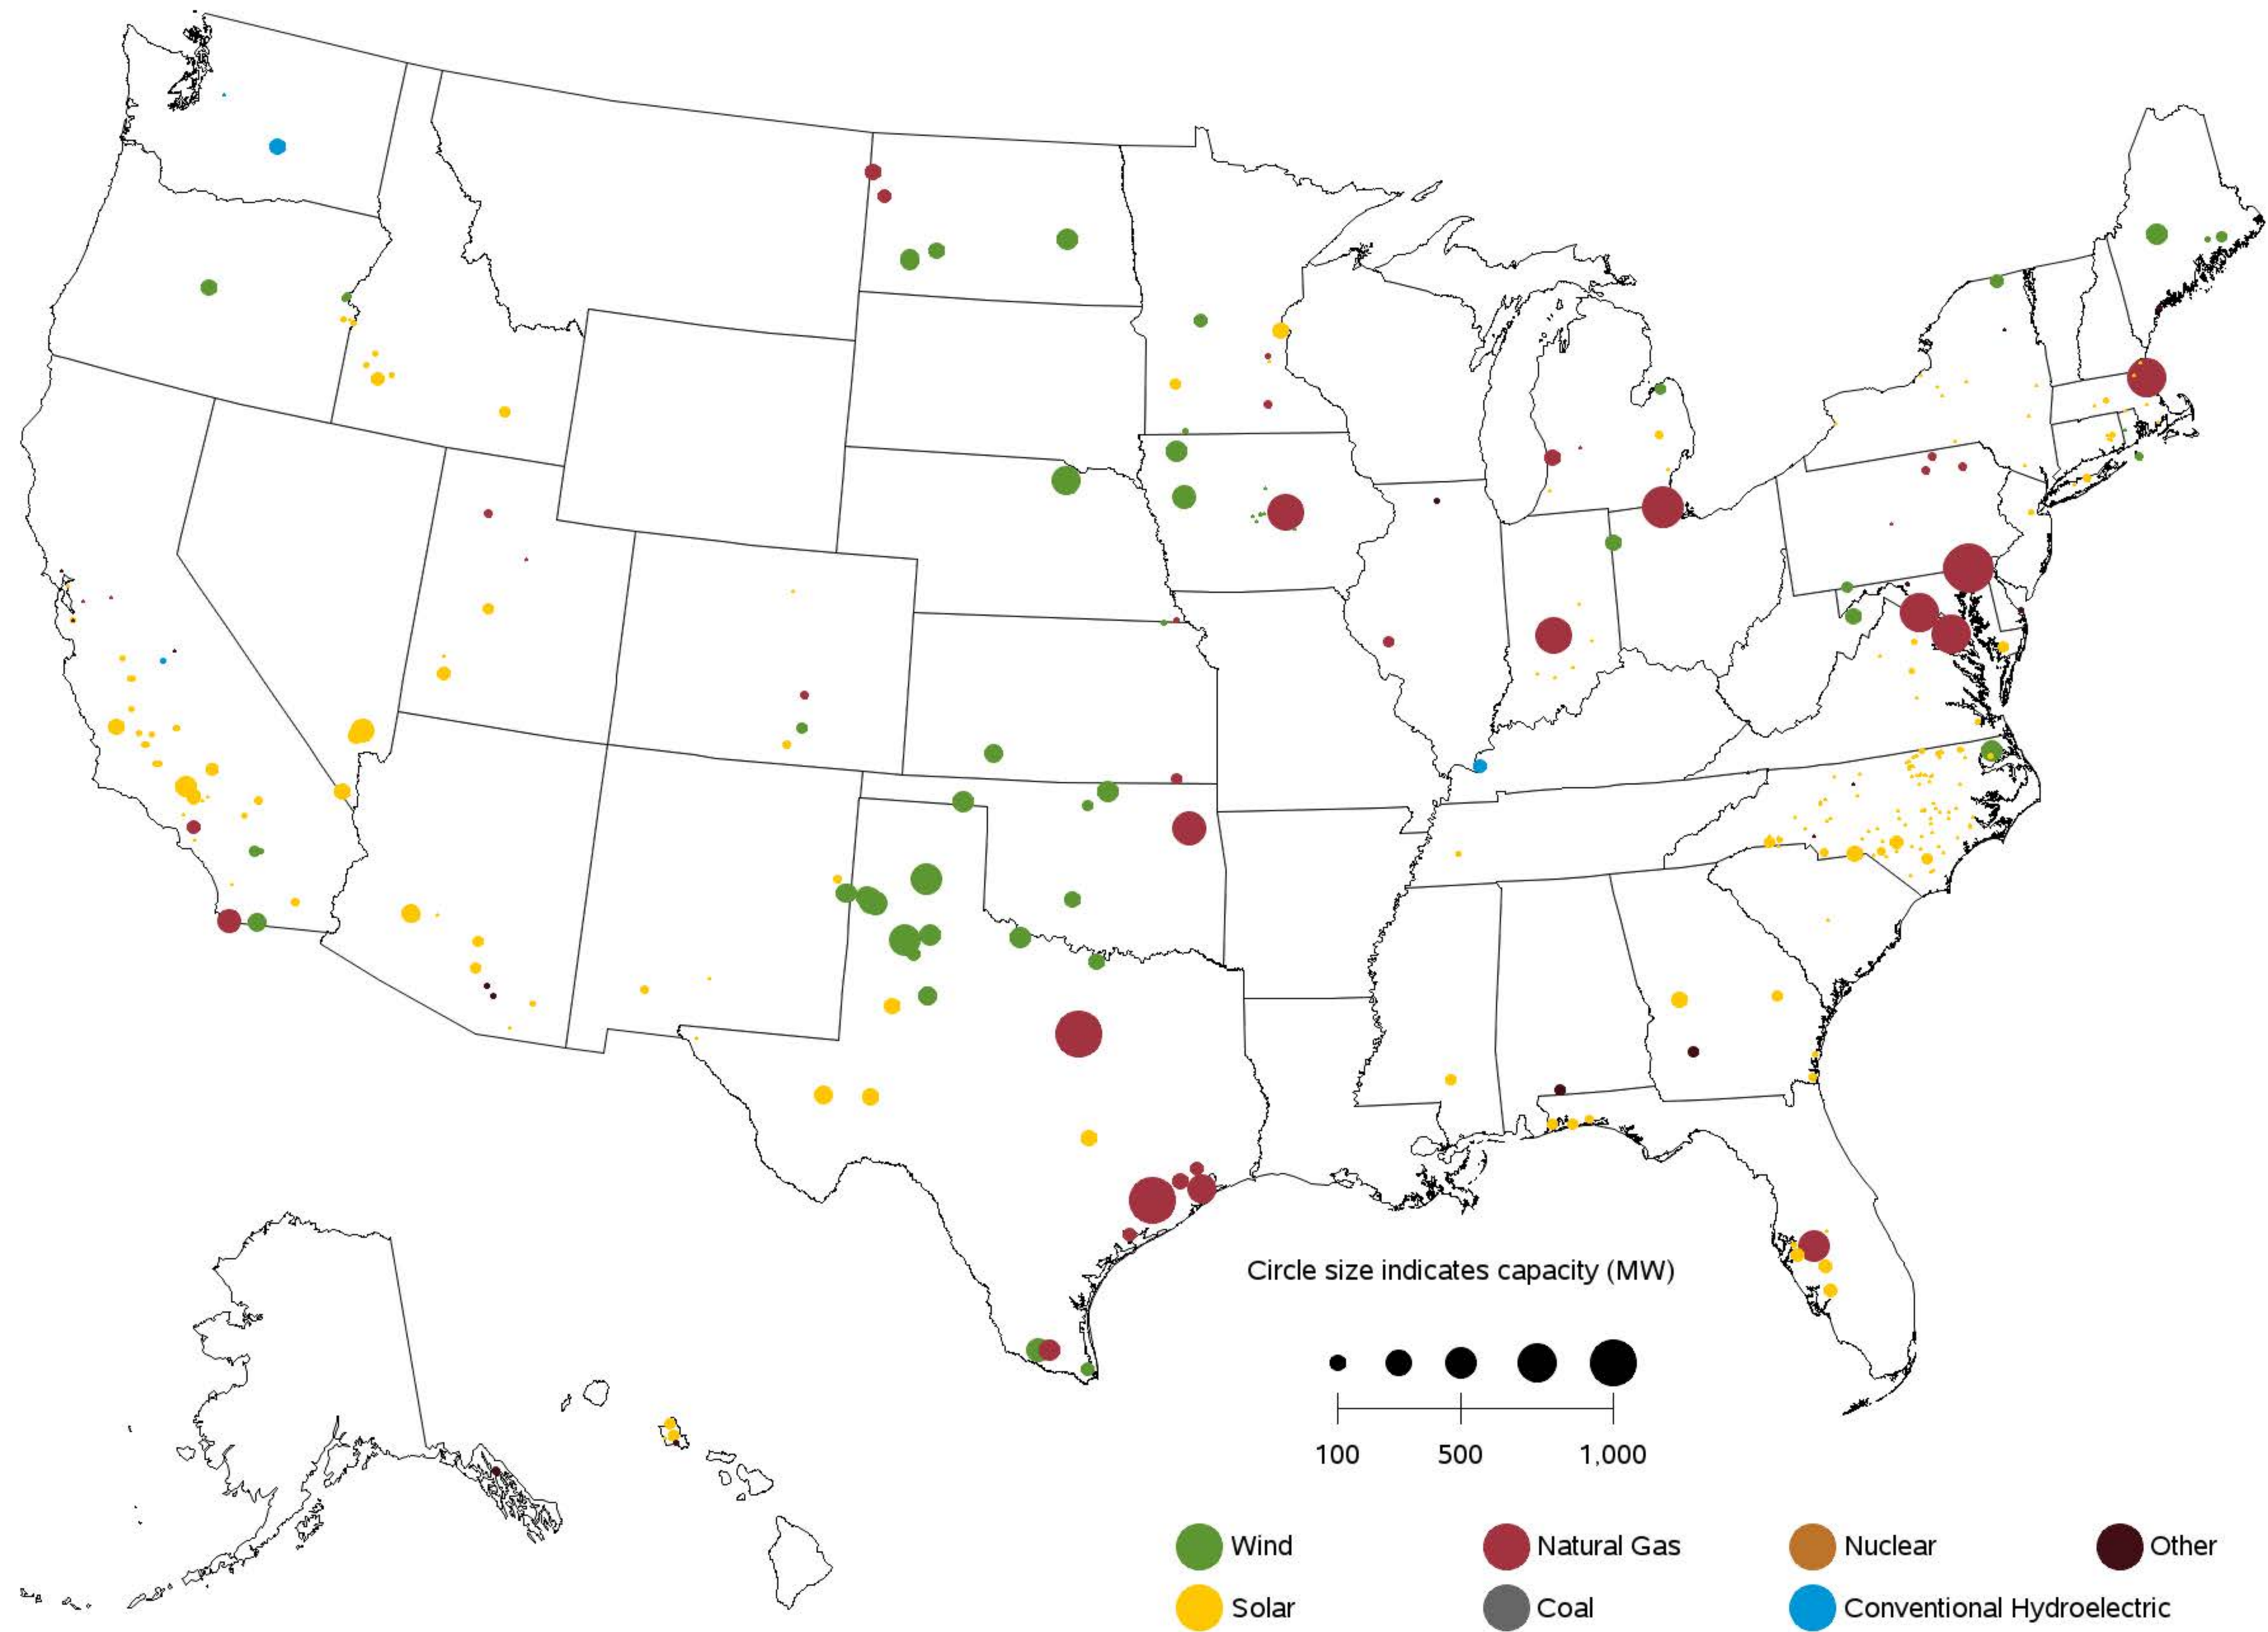 Circle size indicates capacity (MW)
100 500 1,000
Wind Natural Gas Nuclear Other
Solar Coal Conventional Hydroelectric